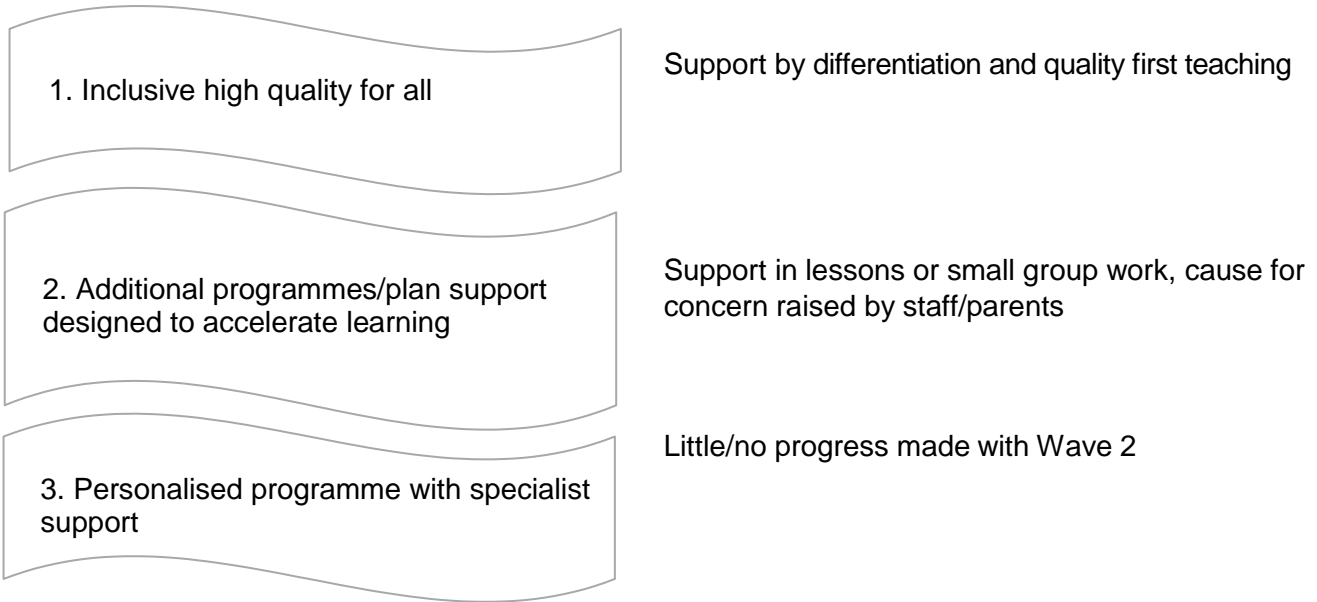 1. Inclusive high quality for all
Support by differentiation and quality first teaching
2. Additional programmes/plan support
designed to accelerate learning
Support in lessons or small group work, cause for
concern raised by staff/parents
3. Personalised programme with specialist
support
Little/no progress made with Wave 2